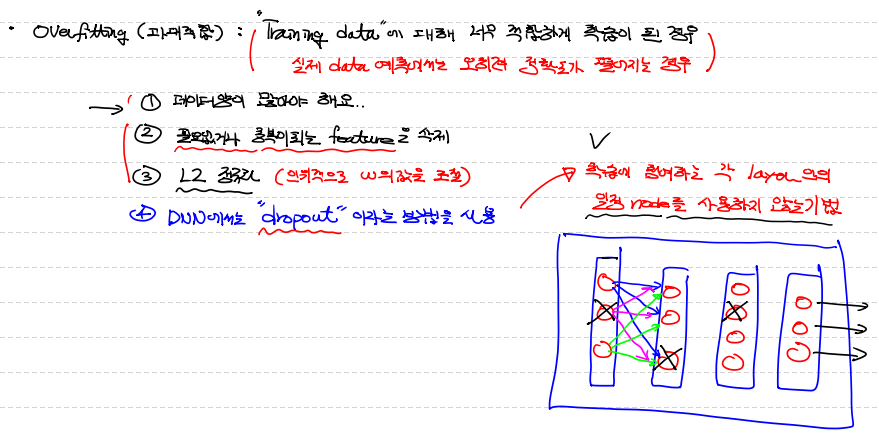 · Overfitting (과대적합) : "Training data"에 대해 너무 적합하게 학습이 된 경우
( 실제 data 예측에서는 오히려 정확도가 떨어지는 경우 )
→ ① 데이터량이 많아야 해요..
② 필요없거나 중복이되는 feature를 삭제
③ L2 정규화 (인위적으로 W의 값을 조절)
④ DNN에서는 "dropout" 이라는 방법을 사용
→ 학습에 참여하는 각 layer 안의
일정 node를 사용하지 않는 기법